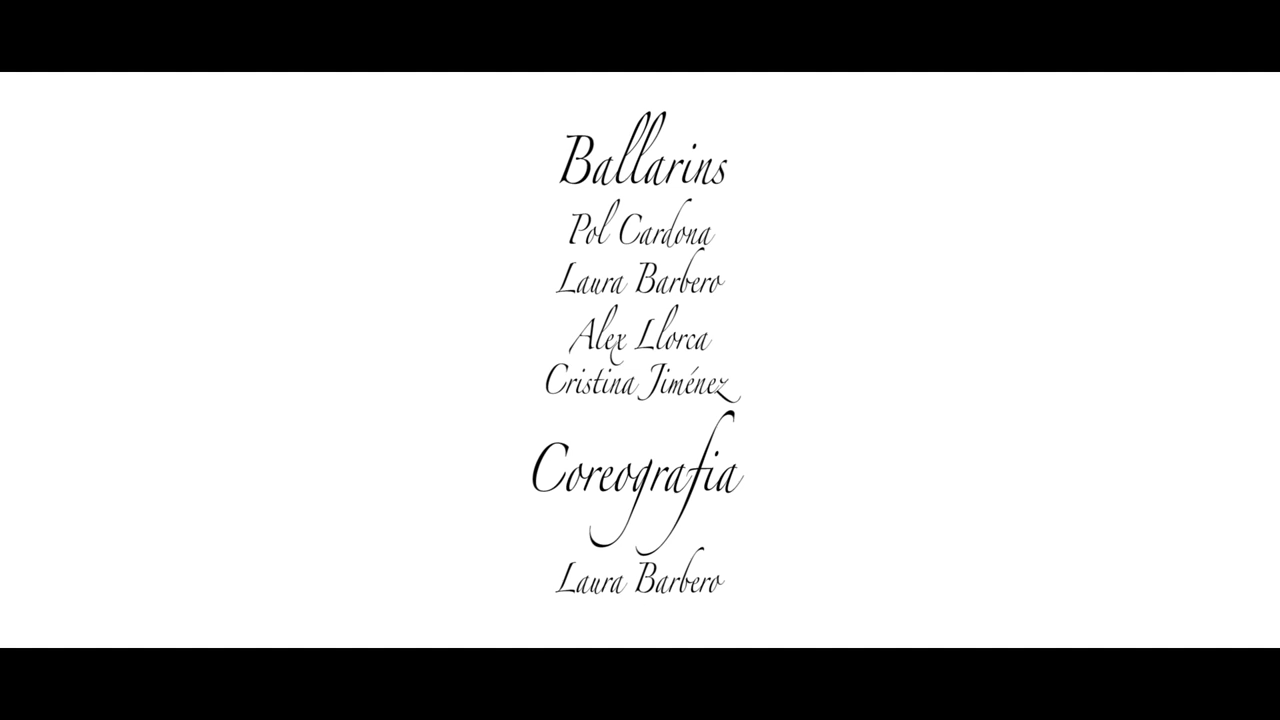 Ballarins
Pol Cardona
Laura Barbero
Alex Llorca
Cristina Jiménez
Coreografia
Laura Barbero